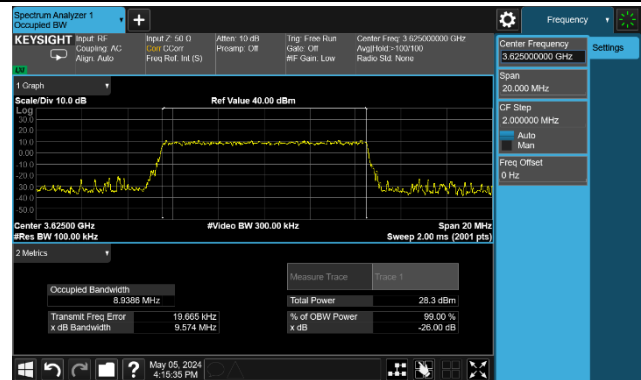 Spectrum Analyzer 1
Occupied BW
Frequency
KEYSIGHT
Input: RF
Coupling: AC
Align: Auto
Input Z: 50 Ω
Corr CCorr
Freq Ref: Int (S)
Atten: 10 dB
Preamp: Off
Trig: Free Run
Gate: Off
#IF Gain: Low
Center Freq: 3.625000000 GHz
Avg|Hold:>100/100
Radio Std: None
Center Frequency
3.625000000 GHz
Settings
Span
20.000 MHz
CF Step
2.000000 MHz
Auto
Man
Freq Offset
0 Hz
1 Graph
Scale/Div 10.0 dB
Ref Value 40.00 dBm
Log
30.0
20.0
10.0
0.00
-10.0
-20.0
-30.0
-40.0
-50.0
Center 3.62500 GHz
#Video BW 300.00 kHz
Span 20 MHz
#Res BW 100.00 kHz
Sweep 2.00 ms (2001 pts)
2 Metrics
Measure Trace
Trace 1
Occupied Bandwidth
8.9386 MHz
Total Power
28.3 dBm
Transmit Freq Error
19.665 kHz
% of OBW Power
99.00 %
x dB Bandwidth
9.574 MHz
x dB
-26.00 dB
?
May 05, 2024
4:15:35 PM